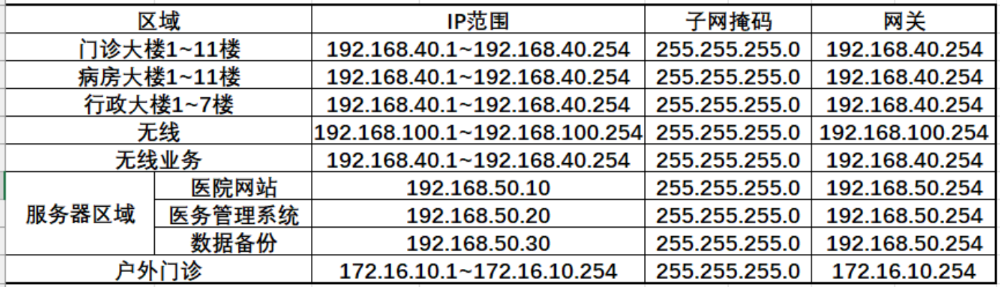 区域 IP范围 子网掩码 网关
门诊大楼1~11楼 192.168.40.1~192.168.40.254 255.255.255.0 192.168.40.254
病房大楼1~11楼 192.168.40.1~192.168.40.254 255.255.255.0 192.168.40.254
行政大楼1~7楼 192.168.40.1~192.168.40.254 255.255.255.0 192.168.40.254
无线 192.168.100.1~192.168.100.254 255.255.255.0 192.168.100.254
无线业务 192.168.40.1~192.168.40.254 255.255.255.0 192.168.40.254
服务器区域 医院网站 192.168.50.10 255.255.255.0 192.168.50.254
医务管理系统 192.168.50.20 255.255.255.0 192.168.50.254
数据备份 192.168.50.30 255.255.255.0 192.168.50.254
户外门诊 172.16.10.1~172.16.10.254 255.255.255.0 172.16.10.254